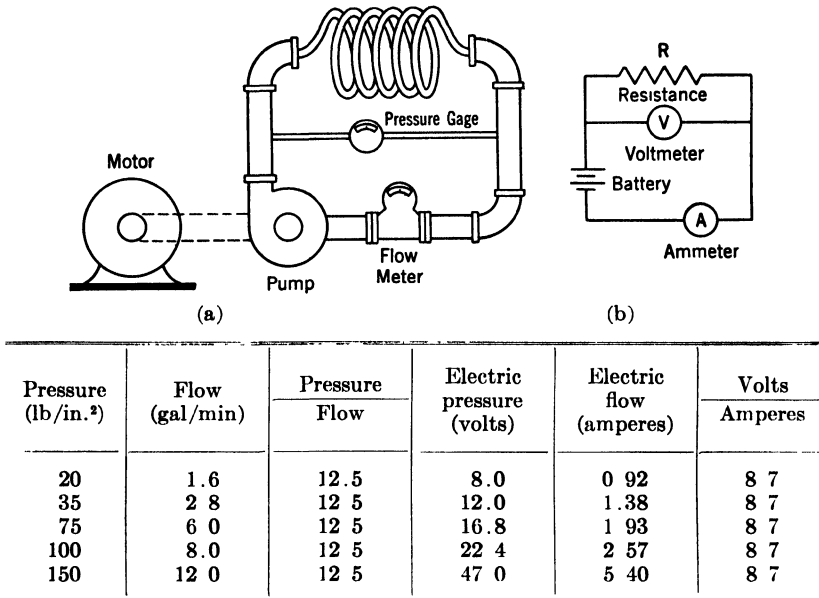 R
Resistance
V
Voltmeter
Battery
A
Ammeter
Pressure Gage
Motor
Flow
Meter
Pump
(a)
(b)
Pressure
(lb/in.²)
Flow
(gal/min)
Pressure
Flow
Electric
pressure
(volts)
Electric
flow
(amperes)
Volts
Amperes
20 1.6 12.5 8.0 0 92 8 7
35 2 8 12 5 12.0 1.38 8 7
75 6 0 12 5 16.8 1 93 8 7
100 8.0 12 5 22 4 2 57 8 7
150 12 0 12 5 47 0 5 40 8 7